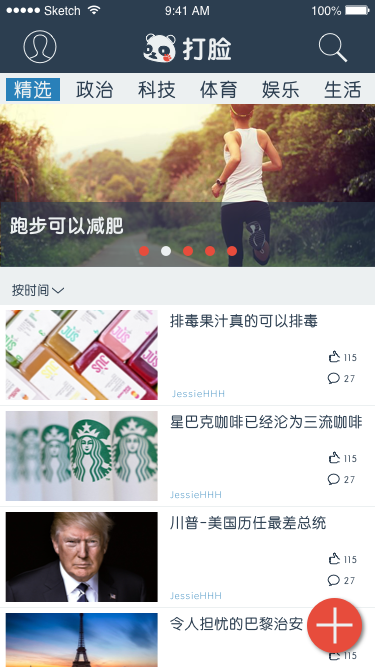 Sketch 9:41 AM 100%
打脸
精选 政治 科技 体育 娱乐 生活
跑步可以减肥
按时间
排毒果汁真的可以排毒
115
27
JessieHHH
星巴克咖啡已经沦为三流咖啡
115
27
JessieHHH
川普-美国历任最差总统
115
27
JessieHHH
令人担忧的巴黎治安
115